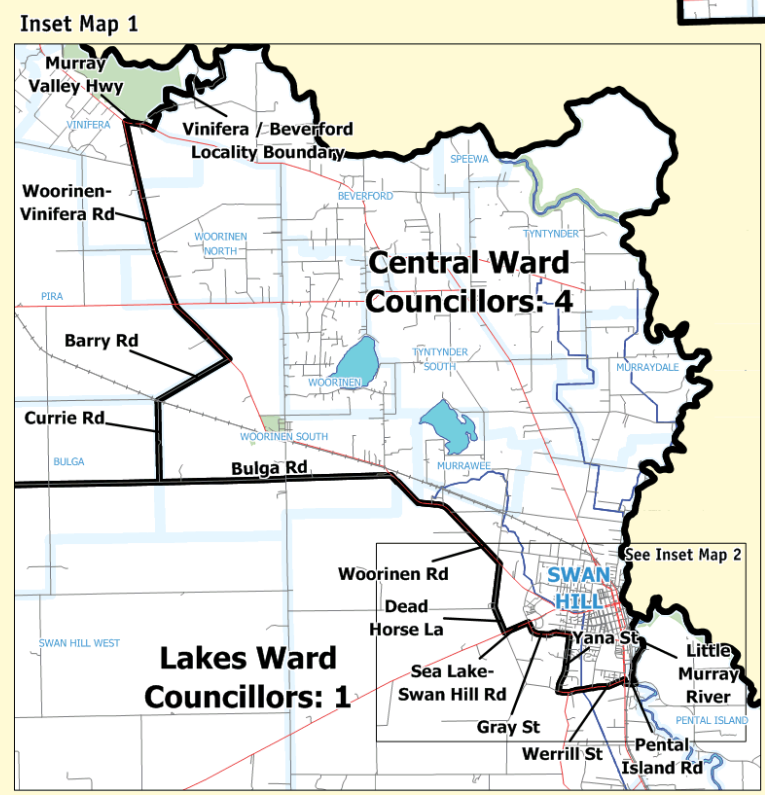 Inset Map 1
Murray
Valley Hwy
VINIFERA
Vinifera / Beverford
Locality Boundary
SPEEWA
Woorinen-
Vinifera Rd
BEVERFORD
WOORINEN
NORTH
TYNTYNDER
Central Ward
Councillors: 4
PIRA
Barry Rd
TYNTYNDER
SOUTH
MURRAYDALE
WOORINEN
Currie Rd
WOORINEN SOUTH
BULGA
Bulga Rd
MURRAWEE
See Inset Map 2
Woorinen Rd
SWAN
HILL
Dead
Horse La
Yana St
SWAN HILL WEST
Lakes Ward
Councillors: 1
Little
Murray
River
Sea Lake-
Swan Hill Rd
Gray St
PENTAL ISLAND
Werrill St
Pental
Island Rd